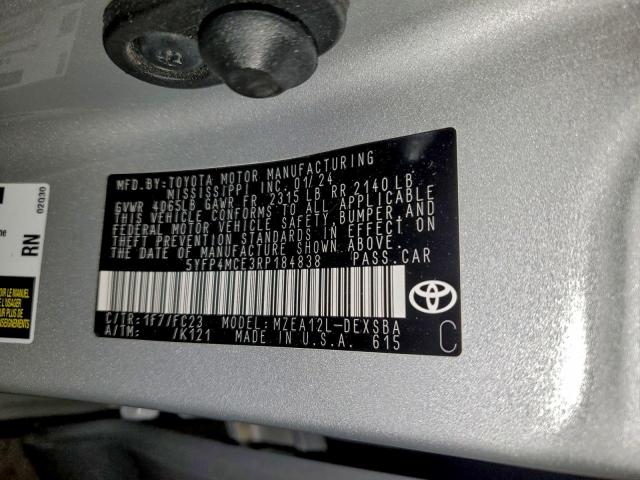 MFD.BY:TOYOTA MOTOR MANUFACTURING
MISSISSIPPI INC. 01/24
GVWR 4065LB GAWR FR 2315 LB RR 2140 LB
THIS VEHICLE CONFORMS TO ALL APPLICABLE
FEDERAL MOTOR VEHICLE SAFETY, BUMPER, AND
THEFT PREVENTION STANDARDS IN EFFECT ON
THE DATE OF MANUFACTURE SHOWN ABOVE.
5YFP4MCE3RP184838 PASS.CAR
C/TR:1F7/FC23 MODEL:MZEA12L-DEXSBA
A/TM: /K121 MADE IN U.S.A. 615
C
02030
RN
LE MANUEL